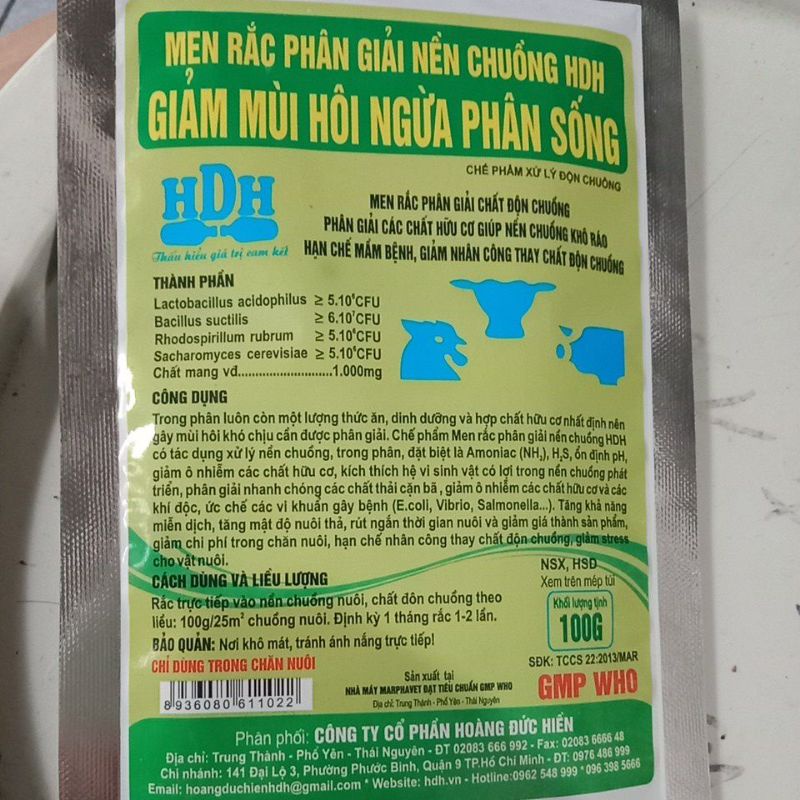 MEN RẮC PHÂN GIẢI NỀN CHUỒNG HDH
GIẢM MÙI HÔI NGỪA PHÂN SỐNG
CHẾ PHẨM XỬ LÝ ĐỘN CHUỒNG
HDH
Thấu hiểu giá trị cam kết
MEN RẮC PHÂN GIẢI CHẤT ĐỘN CHUỒNG
PHÂN GIẢI CÁC CHẤT HỮU CƠ GIÚP NỀN CHUỒNG KHÔ RÁO
HẠN CHẾ MẦM BỆNH, GIẢM NHÂN CÔNG THAY CHẤT ĐỘN CHUỒNG
THÀNH PHẦN
Lactobacillus acidophilus ≥ 5.10⁶CFU
Bacillus suctilis ≥ 6.10⁷CFU
Rhodospirillum rubrum ≥ 5.10⁶CFU
Sacharomyces cerevisiae ≥ 5.10⁶CFU
Chất mang vđ............................1.000mg
CÔNG DỤNG
Trong phân luôn còn một lượng thức ăn, dinh dưỡng và hợp chất hữu cơ nhất định nên
gây mùi hôi khó chịu cần được phân giải. Chế phẩm Men rắc phân giải nền chuồng HDH
có tác dụng xử lý nền chuồng, trong phân, đặt biệt là Amoniac (NH₃), H₂S, ổn định pH,
giảm ô nhiễm các chất hữu cơ, kích thích hệ vi sinh vật có lợi trong nền chuồng phát
triển, phân giải nhanh chóng các chất thải cặn bã , giảm ô nhiễm các chất hữu cơ và các
khí độc, ức chế các vi khuẩn gây bệnh (E.coli, Vibrio, Salmonella...). Tăng khả năng
miễn dịch, tăng mật độ nuôi thả, rút ngắn thời gian nuôi và giảm giá thành sản phẩm,
giảm chi phí trong chăn nuôi, hạn chế nhân công thay chất độn chuồng, giảm stress
cho vật nuôi.
NSX, HSD
Xem trên mép túi
CÁCH DÙNG VÀ LIỀU LƯỢNG
Rắc trực tiếp vào nền chuồng nuôi, chất đôn chuồng theo
liều: 100g/25m² chuồng nuôi. Định kỳ 1 tháng rắc 1-2 lần.
Khối lượng tịnh
100G
BẢO QUẢN: Nơi khô mát, tránh ánh nắng trực tiếp!
CHỈ DÙNG TRONG CHĂN NUÔI
SĐK: TCCS 22:2013/MAR
GMP WHO
Sản xuất tại
NHÀ MÁY MARPHAVET ĐẠT TIÊU CHUẨN GMP WHO
Địa chỉ: Trung Thành - Phổ Yên - Thái Nguyên
8 936080 611022
Phân phối: CÔNG TY CỔ PHẦN HOÀNG ĐỨC HIỀN
Địa chỉ: Trung Thành - Phổ Yên - Thái Nguyên - ĐT 02083 666 992 - Fax: 02083 6666 48
Chi nhánh: 141 Đại Lộ 3, Phường Phước Bình, Quận 9 TP.Hồ Chí Minh - ĐT: 0976 486 999
Email: hoangduchienhdh@gmail.com * Website: hdh.vn - Hotline:0962 548 999 * 096 398 5666